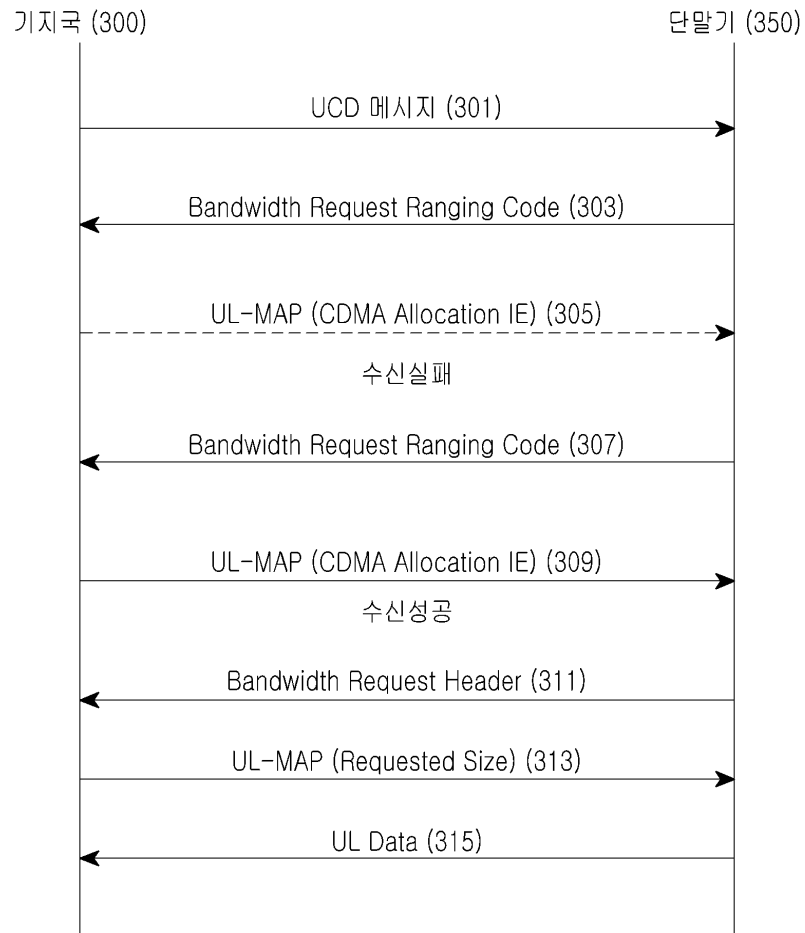 기지국 (300)
단말기 (350)
UCD 메시지 (301)
Bandwidth Request Ranging Code (303)
UL-MAP (CDMA Allocation IE) (305)
수신실패
Bandwidth Request Ranging Code (307)
UL-MAP (CDMA Allocation IE) (309)
수신성공
Bandwidth Request Header (311)
UL-MAP (Requested Size) (313)
UL Data (315)